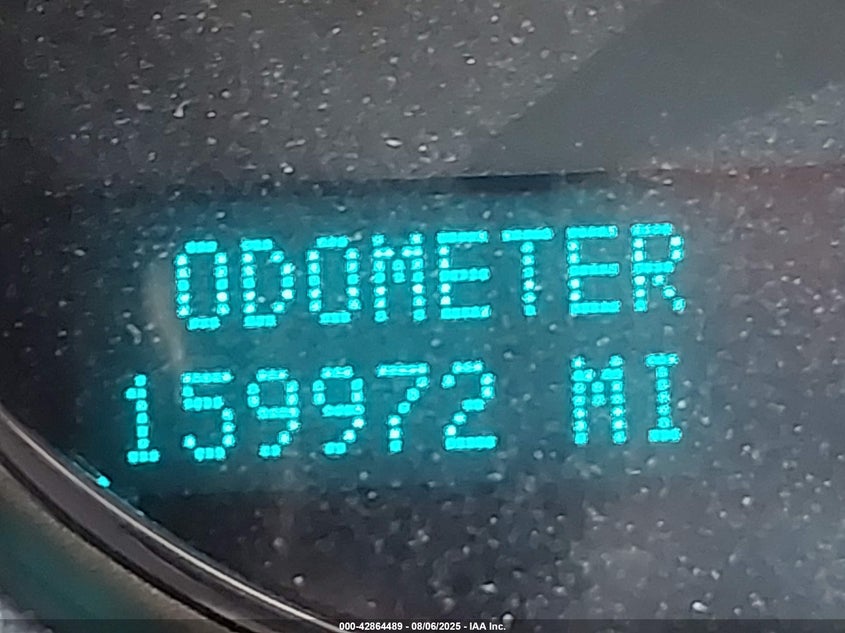 ODOMETER
159972 MI
000-42864489 - 08/06/2025 - IAA Inc.